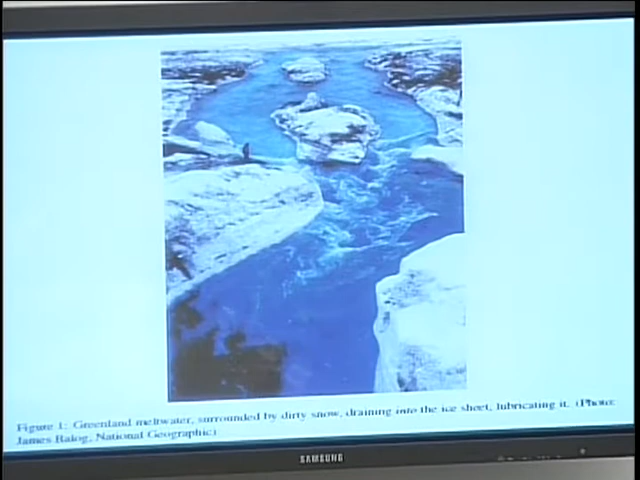 Figure 1: Greenland meltwater, surrounded by dirty snow, draining into the ice sheet, lubricating it. (Photo:
James Balog, National Geographic)
SAMSUNG